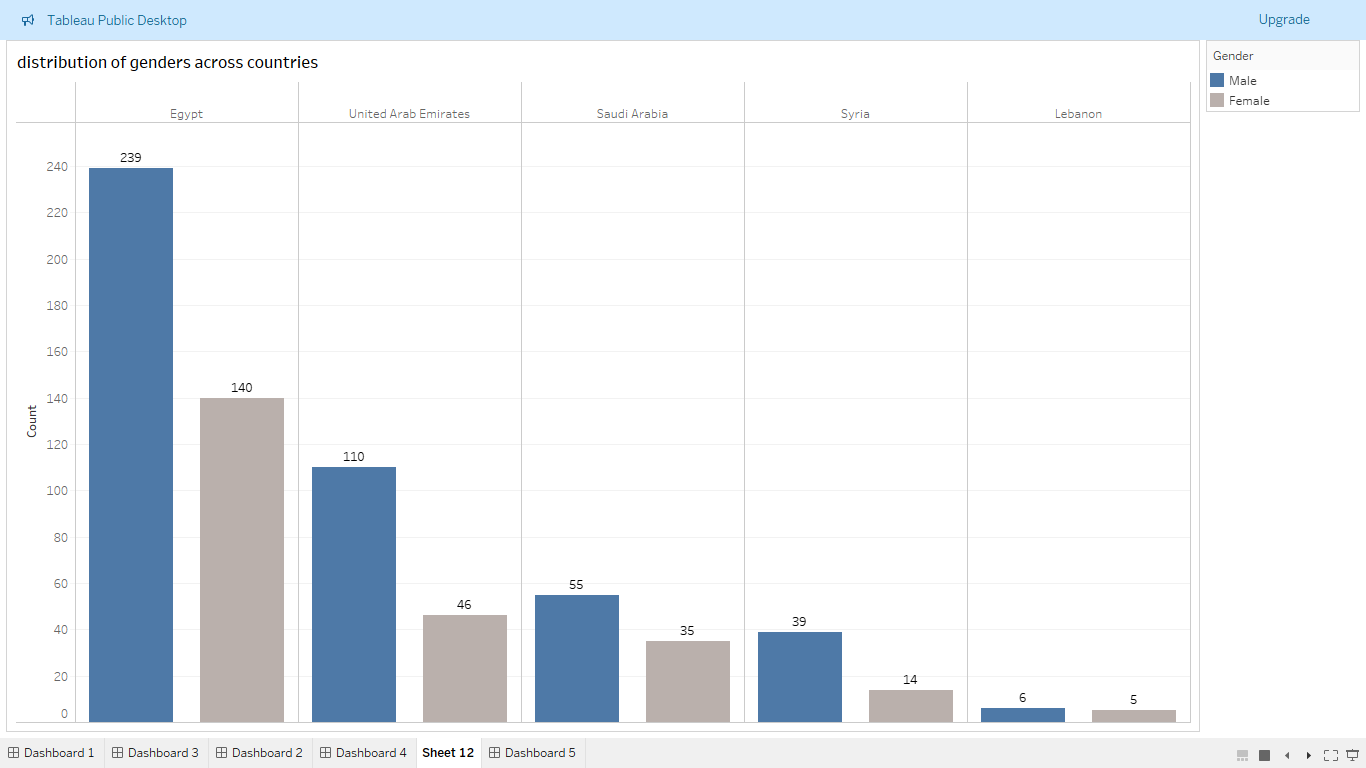 Tableau Public Desktop
Upgrade
distribution of genders across countries
Gender
Male
Female
Egypt
United Arab Emirates
Saudi Arabia
Syria
Lebanon
Count
240
220
200
180
160
140
120
100
80
60
40
20
0
239
140
110
46
55
35
39
14
6
5
Dashboard 1
Dashboard 3
Dashboard 2
Dashboard 4
Sheet 12
Dashboard 5